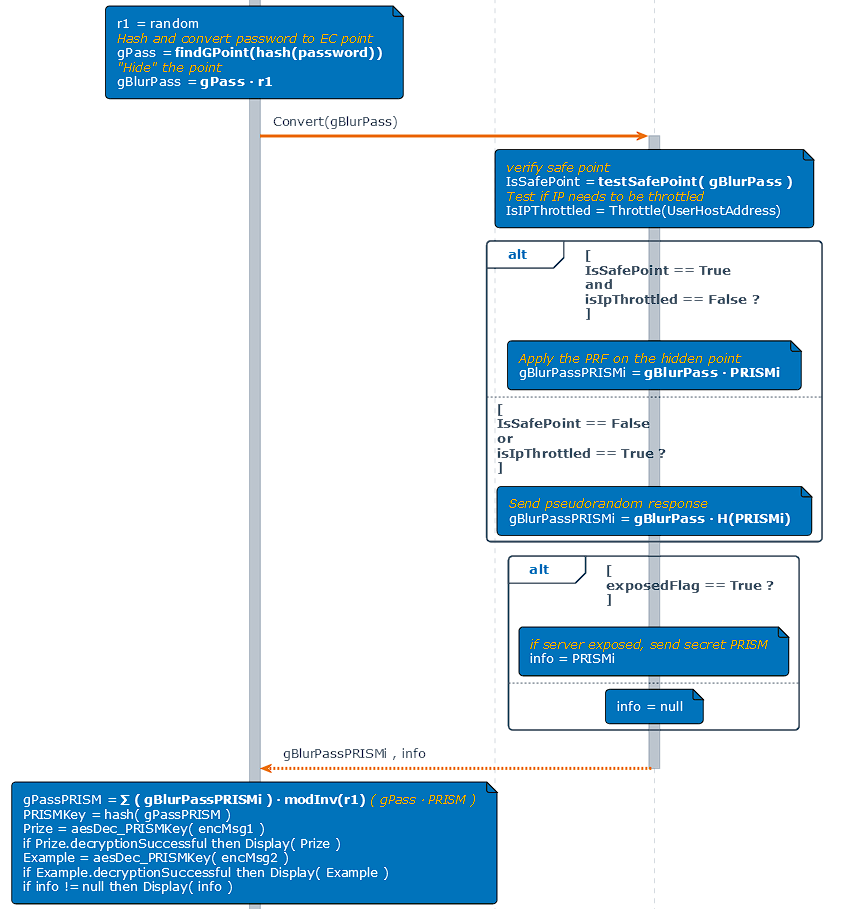 r1 = random
Hash and convert password to EC point
gPass = findGPoint(hash(password))
"Hide" the point
gBlurPass = gPass · r1
Convert(gBlurPass)
verify safe point
IsSafePoint = testSafePoint( gBlurPass )
Test if IP needs to be throttled
IsIPThrottled = Throttle(UserHostAddress)
alt
[
IsSafePoint == True
and
isIpThrottled == False ?
]
Apply the PRF on the hidden point
gBlurPassPRISMi = gBlurPass · PRISMi
[
IsSafePoint == False
or
isIpThrottled == True ?
]
Send pseudorandom response
gBlurPassPRISMi = gBlurPass · H(PRISMi)
alt
[
exposedFlag == True ?
]
if server exposed, send secret PRISM
info = PRISMi
info = null
gBlurPassPRISMi , info
gPassPRISM = Σ ( gBlurPassPRISMi ) · modInv(r1) ( gPass · PRISM )
PRISMKey = hash( gPassPRISM )
Prize = aesDec_PRISMKey( encMsg1 )
if Prize.decryptionSuccessful then Display( Prize )
Example = aesDec_PRISMKey( encMsg2 )
if Example.decryptionSuccessful then Display( Example )
if info != null then Display( info )